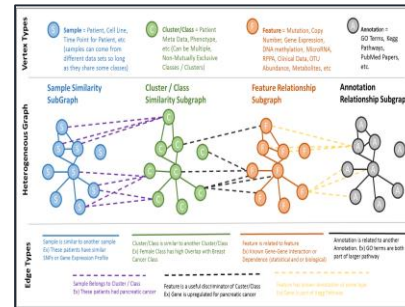 Vertex Types
S
Sample = Patient, Cell Line,
Time Point for Patient, etc
(samples can come from
different data sets so long
as they share some classes)
C
Cluster/Class = Patient
Meta Data, Phenotype,
etc (Can be Multiple,
Non-Mutually Exclusive
Classes / Clusters)
F
Feature = Mutation, Copy
Number, Gene Expression,
DNA methylation, MicroRNA,
RPPA, Clinical Data, OTU
Abundance, Metabolites, etc
A
Annotation =
GO Terms, Kegg
Pathways,
PubMed Papers,
etc.
Heterogeneous Graph
Sample Similarity
SubGraph
Cluster / Class
Similarity Subgraph
Feature Relationship
Subgraph
Annotation
Relationship Subgraph
Edge Types
Sample is similar to another sample
Ex) These patients have similar
SNPs or Gene Expression Profile
Cluster/Class is similar to another Cluster/Class
Ex) Female Class has high Overlap with Breast
Cancer Class
Feature is related to feature
Ex) Known Gene-Gene Interaction or
Dependence (statistical or biological)
Annotation is related to another
Annotation. Ex) GO terms are both
part of larger pathway
Sample Belongs to Cluster / Class
Ex) These patients had pancreatic cancer
Feature is a useful discriminator of Cluster/Class
Ex) Gene is upregulated for pancreatic cancer